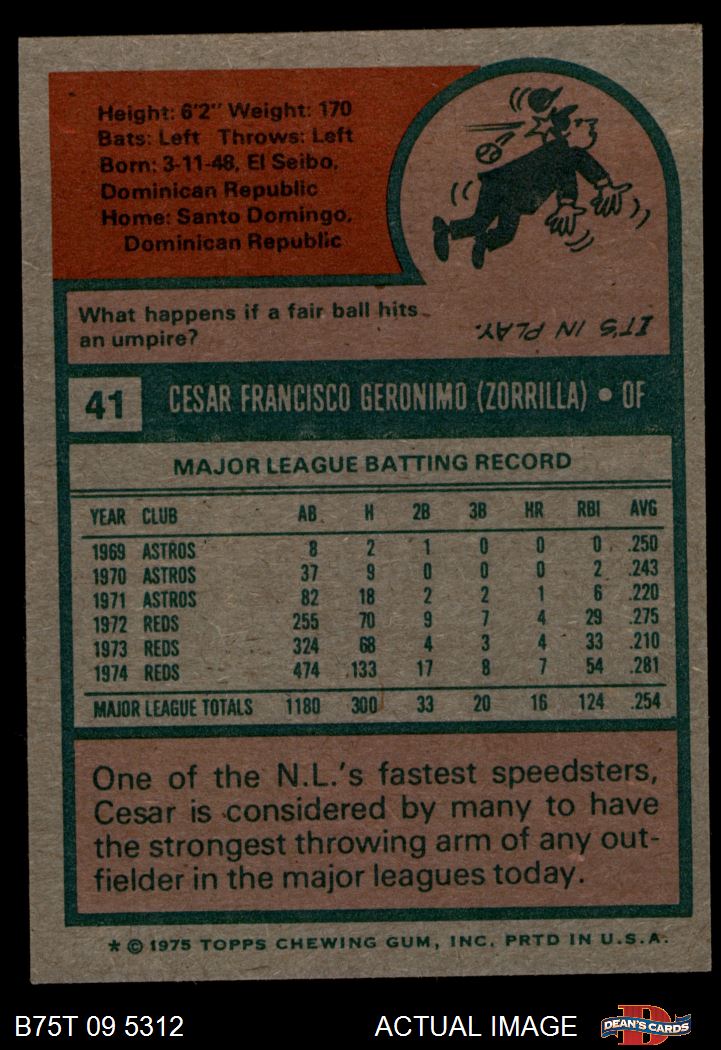 Height: 6'2" Weight: 170
Bats: Left Throws: Left
Born: 3-11-48, El Seibo,
Dominican Republic
Home: Santo Domingo,
Dominican Republic
What happens if a fair ball hits
an umpire?
IT'S IN PLAY.
41 CESAR FRANCISCO GERONIMO (ZORRILLA) • OF
MAJOR LEAGUE BATTING RECORD
YEAR CLUB AB H 2B 3B HR RBI AVG
1969 ASTROS 8 2 1 0 0 0 .250
1970 ASTROS 37 9 0 0 0 2 .243
1971 ASTROS 82 18 2 2 1 6 .220
1972 REDS 255 70 9 7 4 29 .275
1973 REDS 324 68 4 3 4 33 .210
1974 REDS 474 133 17 8 7 54 .281
MAJOR LEAGUE TOTALS 1180 300 33 20 16 124 .254
One of the N.L.'s fastest speedsters,
Cesar is considered by many to have
the strongest throwing arm of any out-
fielder in the major leagues today.
* © 1975 TOPPS CHEWING GUM, INC. PRTD IN U.S.A.
B75T 09 5312 ACTUAL IMAGE D DEAN'S CARDS